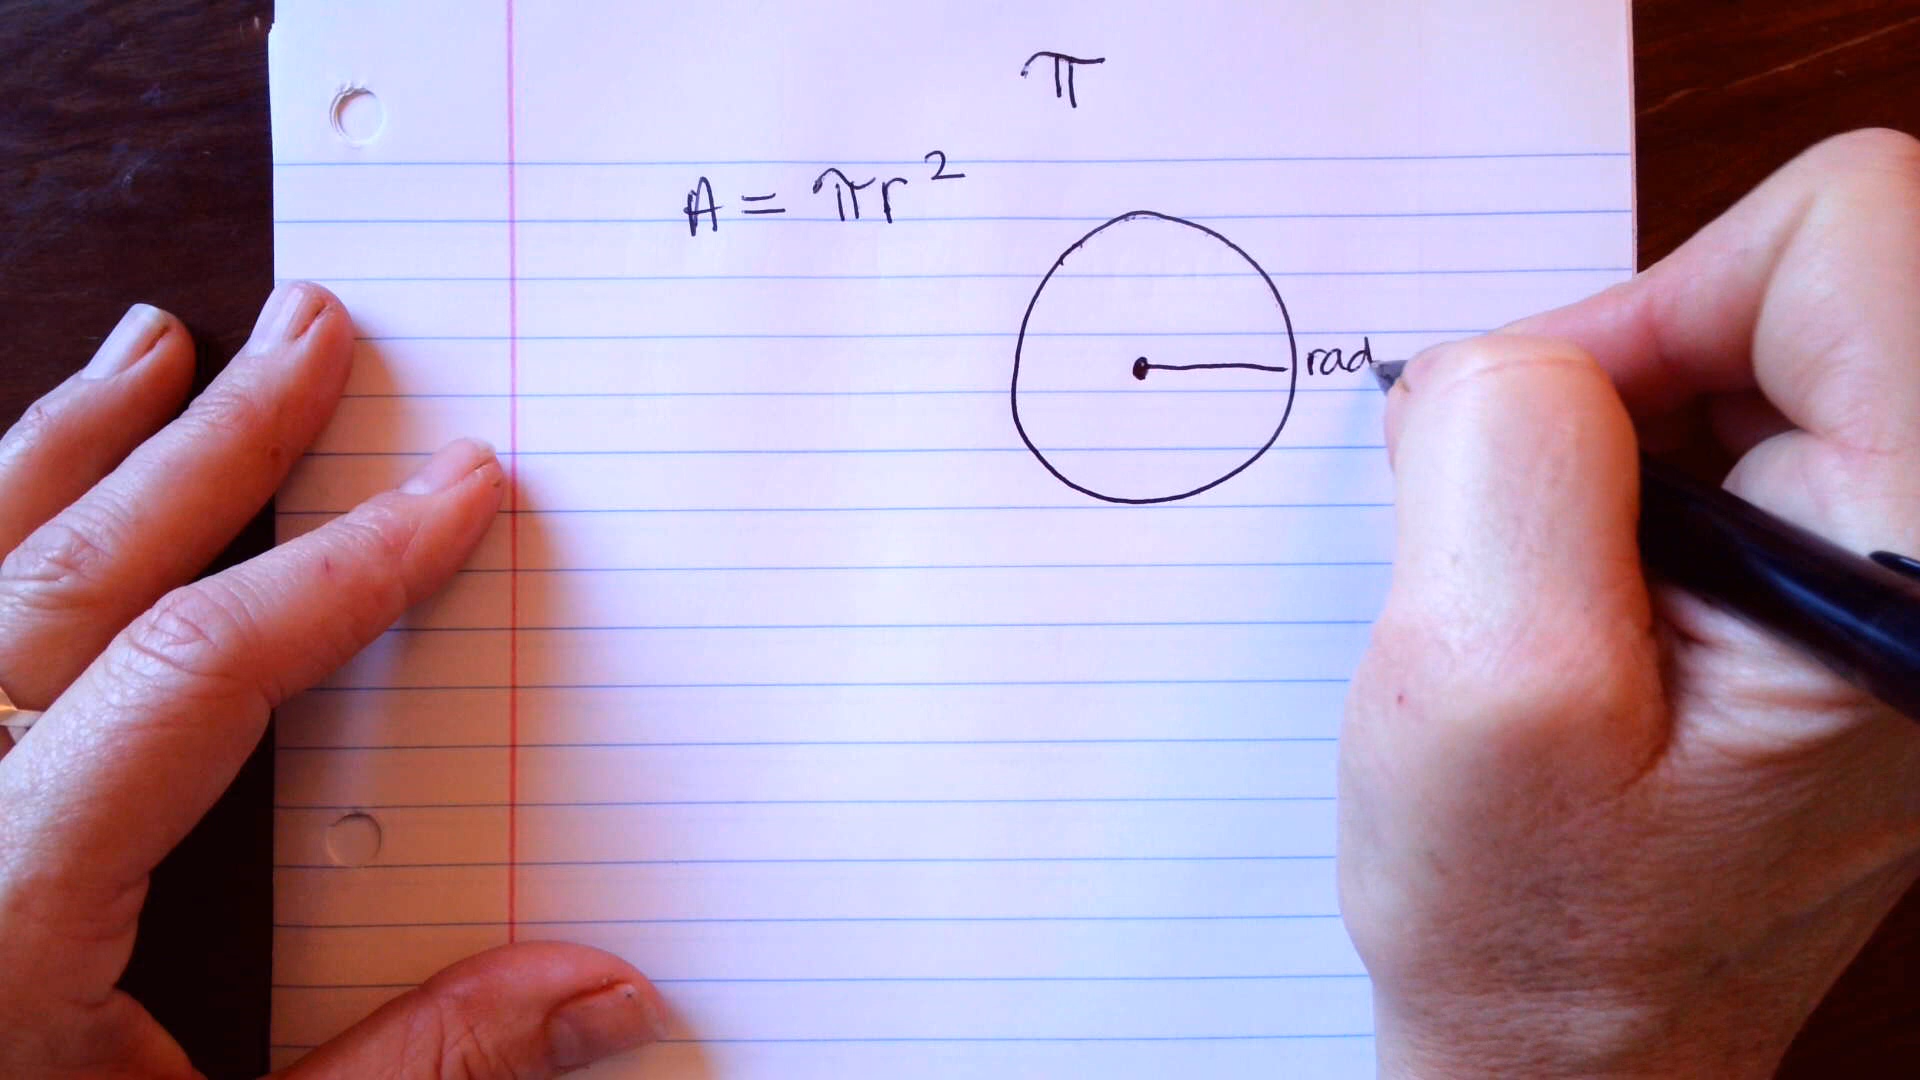 π
A = πr²
rad